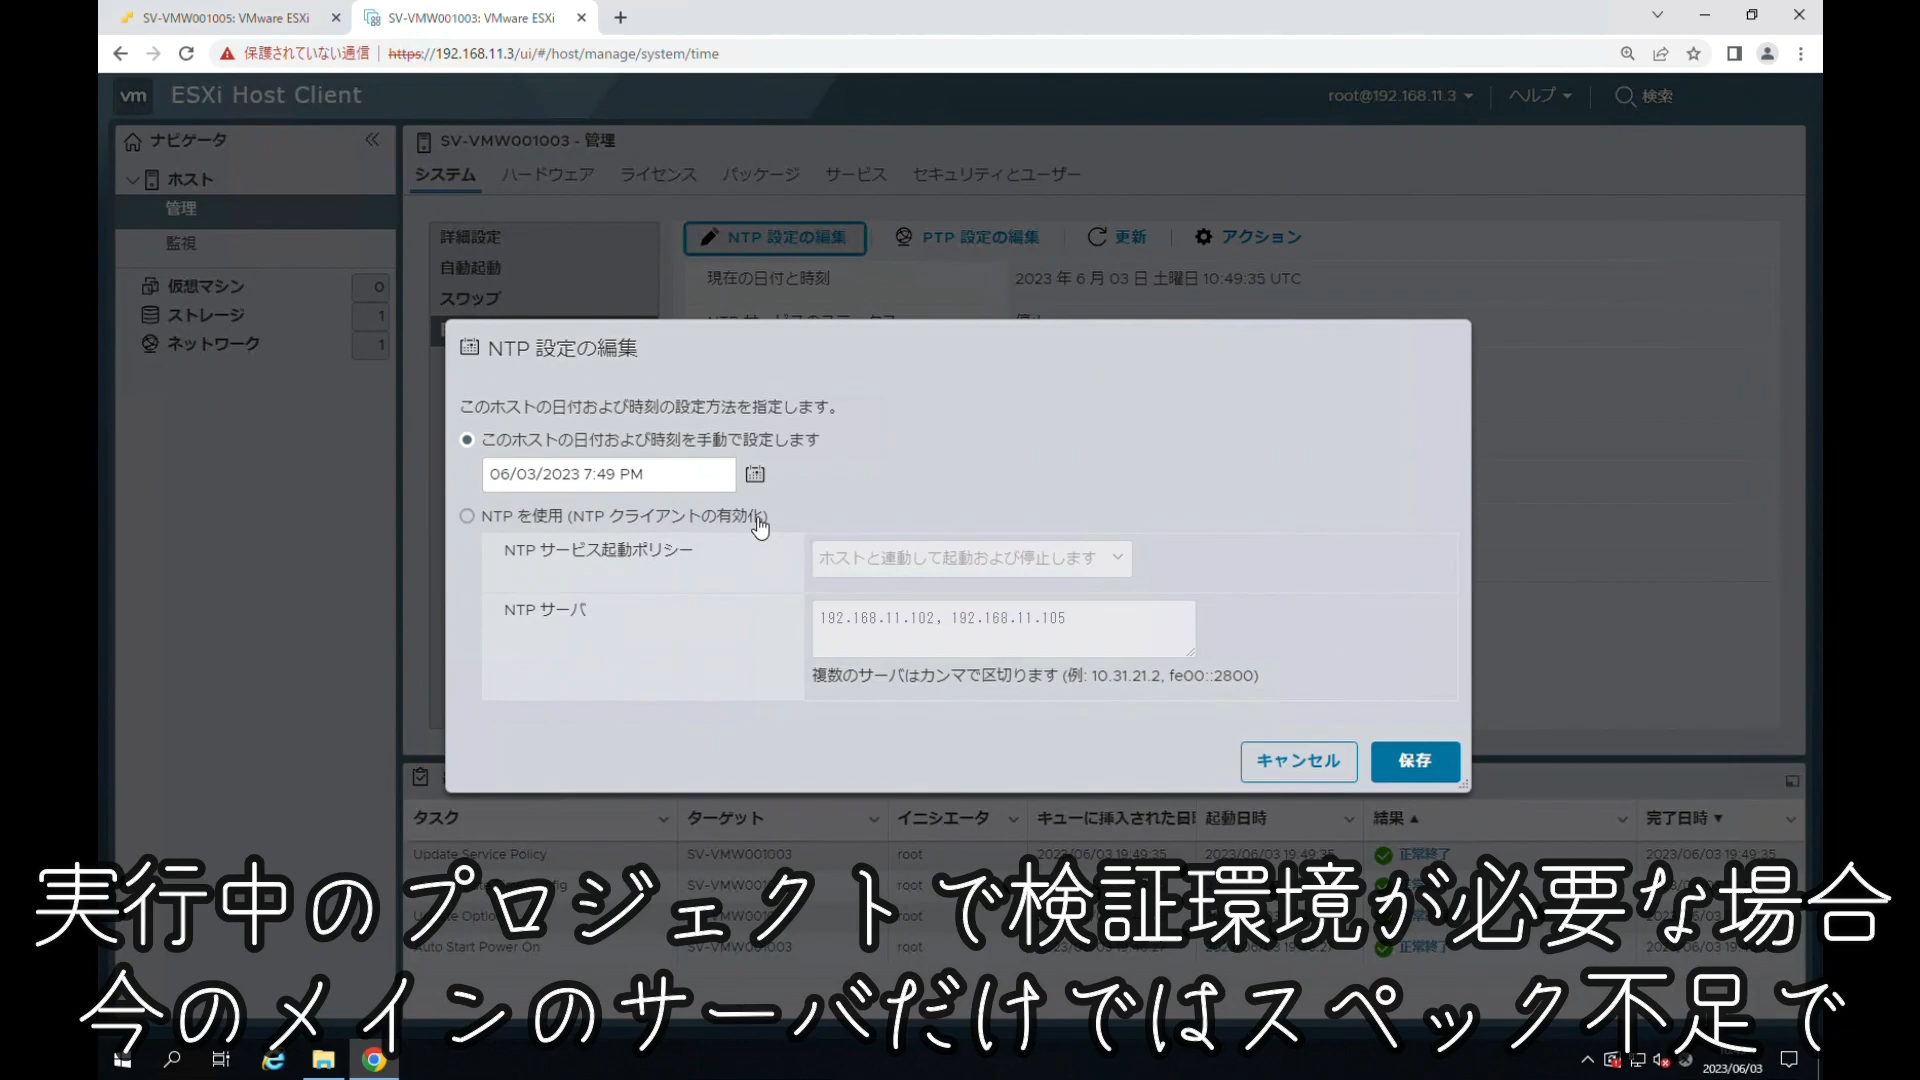 SV-VMW001005: VMware ESXi
SV-VMW001003: VMware ESXi
保護されていない通信
https://192.168.11.3/ui/#/host/manage/system/time
vm ESXi Host Client
root@192.168.11.3
ヘルプ
検索
ナビゲータ
ホスト
管理
監視
仮想マシン 0
ストレージ 1
ネットワーク 1
SV-VMW001003 - 管理
システム ハードウェア ライセンス パッケージ サービス セキュリティとユーザー
詳細設定
自動起動
スワップ
NTP 設定の編集 PTP 設定の編集 更新 アクション
現在の日付と時刻 2023 年 6 月 03 日 土曜日 10:49:35 UTC
NTP 設定の編集
このホストの日付および時刻の設定方法を指定します。
このホストの日付および時刻を手動で設定します
06/03/2023 7:49 PM
NTP を使用 (NTP クライアントの有効化)
NTP サービス起動ポリシー ホストと連動して起動および停止します
NTP サーバ 192.168.11.102, 192.168.11.105
複数のサーバはカンマで区切ります (例: 10.31.21.2, fe00::2800)
キャンセル 保存
タスク ターゲット イニシエータ キューに挿入された日 起動日時 結果 完了日時
Update Service Policy SV-VMW001003 root 2023/06/03 19:49:35 2023/06/03 19:49:35 正常終了 2023/06/03 19:49:35
root
root
Auto Start Power On root
実行中のプロジェクトで検証環境が必要な場合
今のメインのサーバだけではスペック不足で
2023/06/03